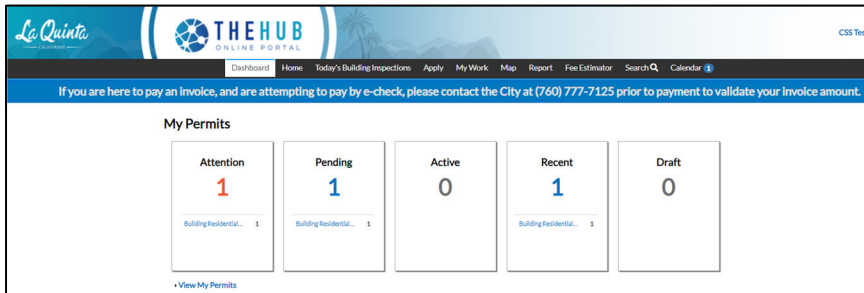 La Quinta
CALIFORNIA
THE HUB
ONLINE PORTAL
CSS Tes
Dashboard Home Today's Building Inspections Apply My Work Map Report Fee Estimator Search Calendar 1
If you are here to pay an invoice, and are attempting to pay by e-check, please contact the City at (760) 777-7125 prior to payment to validate your invoice amount.
My Permits
Attention Pending Active Recent Draft
1 1 0 1 0
Building Residential... 1 Building Residential... 1 Building Residential... 1
View My Permits